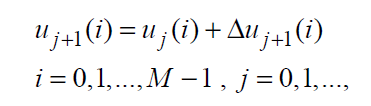 u_{j+1}(i) = u_j(i) + Δu_{j+1}(i)
i = 0,1,...,M − 1 , j = 0,1,...,